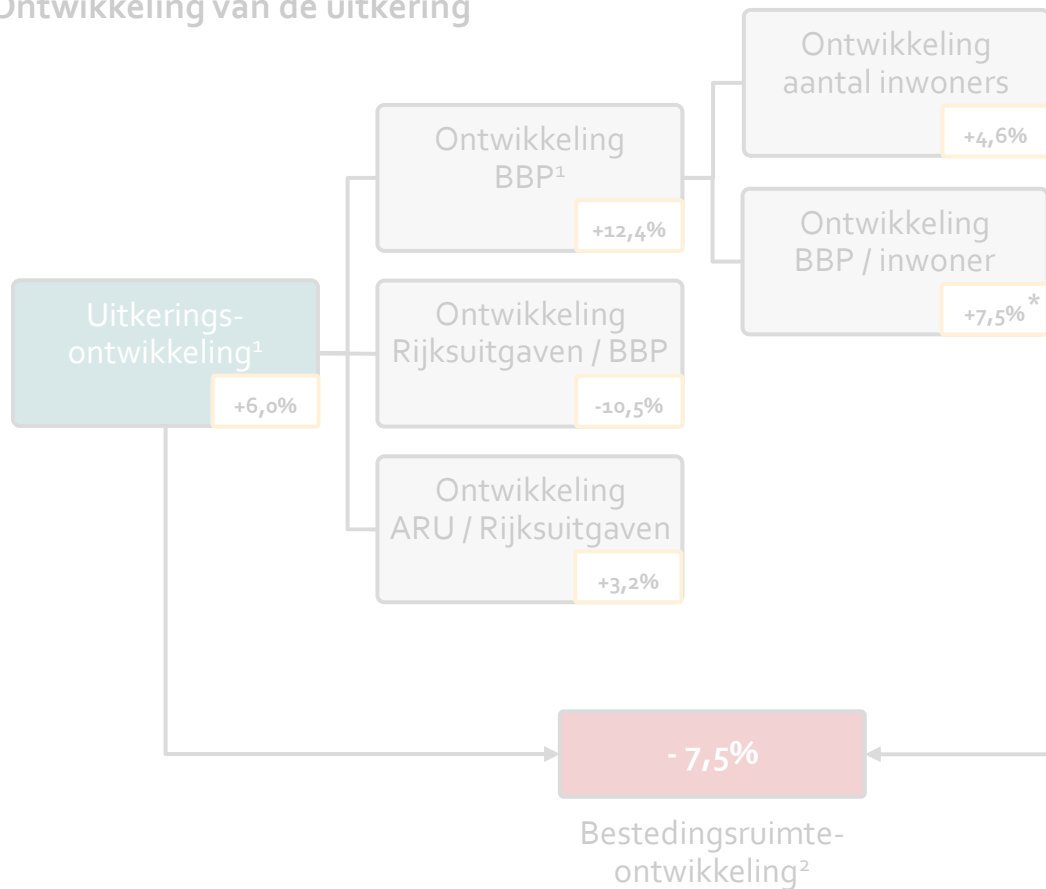 Ontwikkeling van de uitkering
Ontwikkeling
aantal inwoners
+4,6%
Ontwikkeling
BBP¹
+12,4%
Ontwikkeling
BBP / inwoner
+7,5%*
Uitkerings-
ontwikkeling¹
+6,0%
Ontwikkeling
Rijksuitgaven / BBP
-10,5%
Ontwikkeling
ARU / Rijksuitgaven
+3,2%
- 7,5%
Bestedingsruimte-
ontwikkeling²